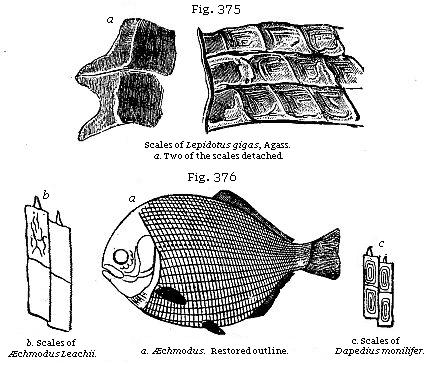 Fig. 375
a
Scales of Lepidotus gigas, Agass.
a. Two of the scales detached.
Fig. 376
b
a
c
b. Scales of
Æchmodus Leachii.
a. Æchmodus. Restored outline.
c. Scales of
Dapedius monilifer.